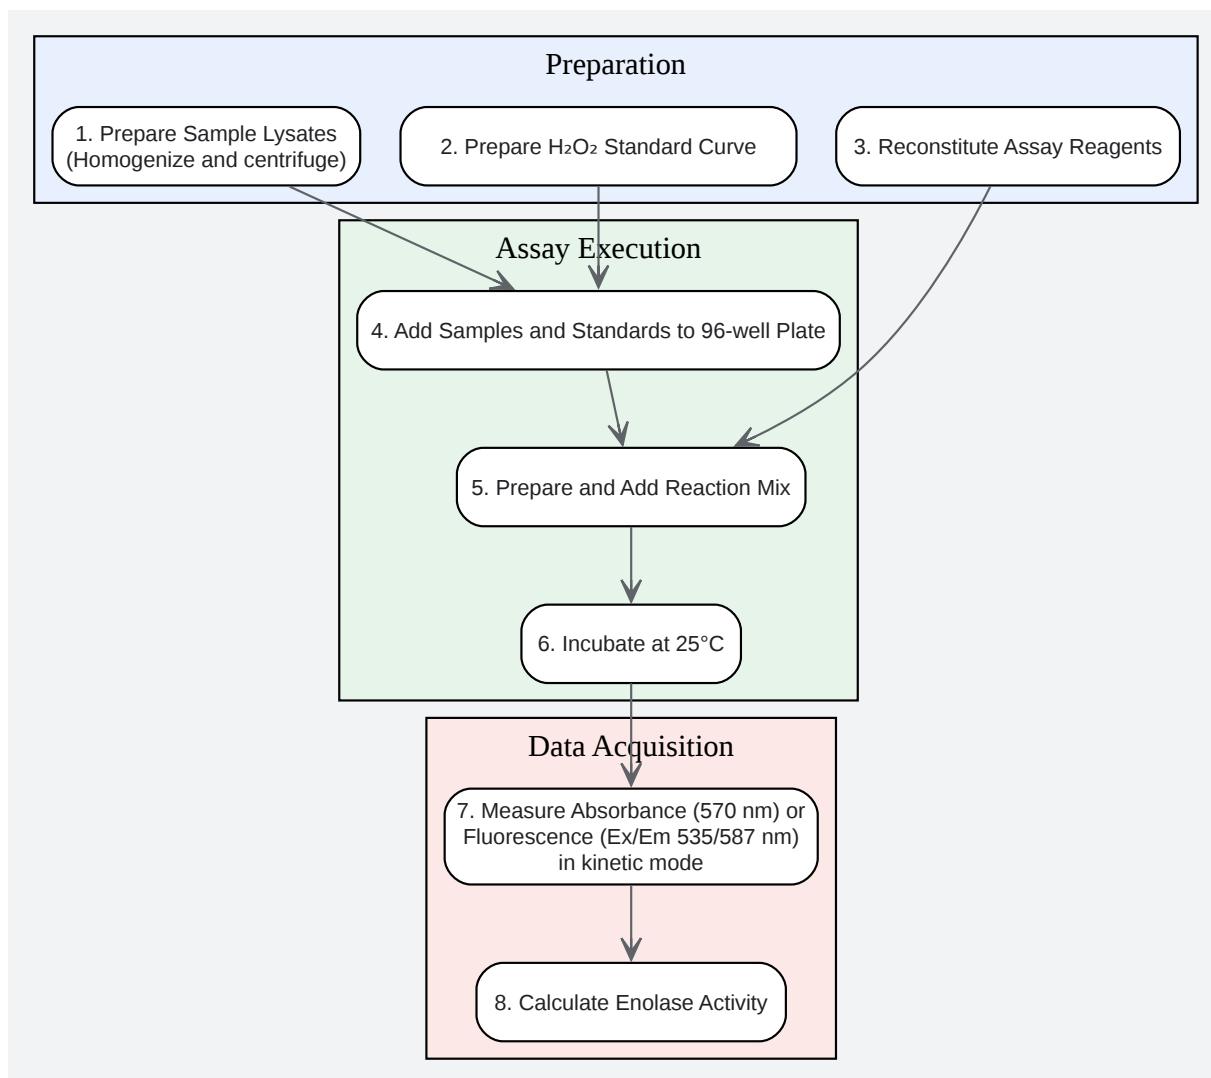 Preparation
1. Prepare Sample Lysates
(Homogenize and centrifuge)
2. Prepare H₂O₂ Standard Curve
3. Reconstitute Assay Reagents
Assay Execution
4. Add Samples and Standards to 96-well Plate
5. Prepare and Add Reaction Mix
6. Incubate at 25°C
Data Acquisition
7. Measure Absorbance (570 nm) or
Fluorescence (Ex/Em 535/587 nm)
in kinetic mode
8. Calculate Enolase Activity